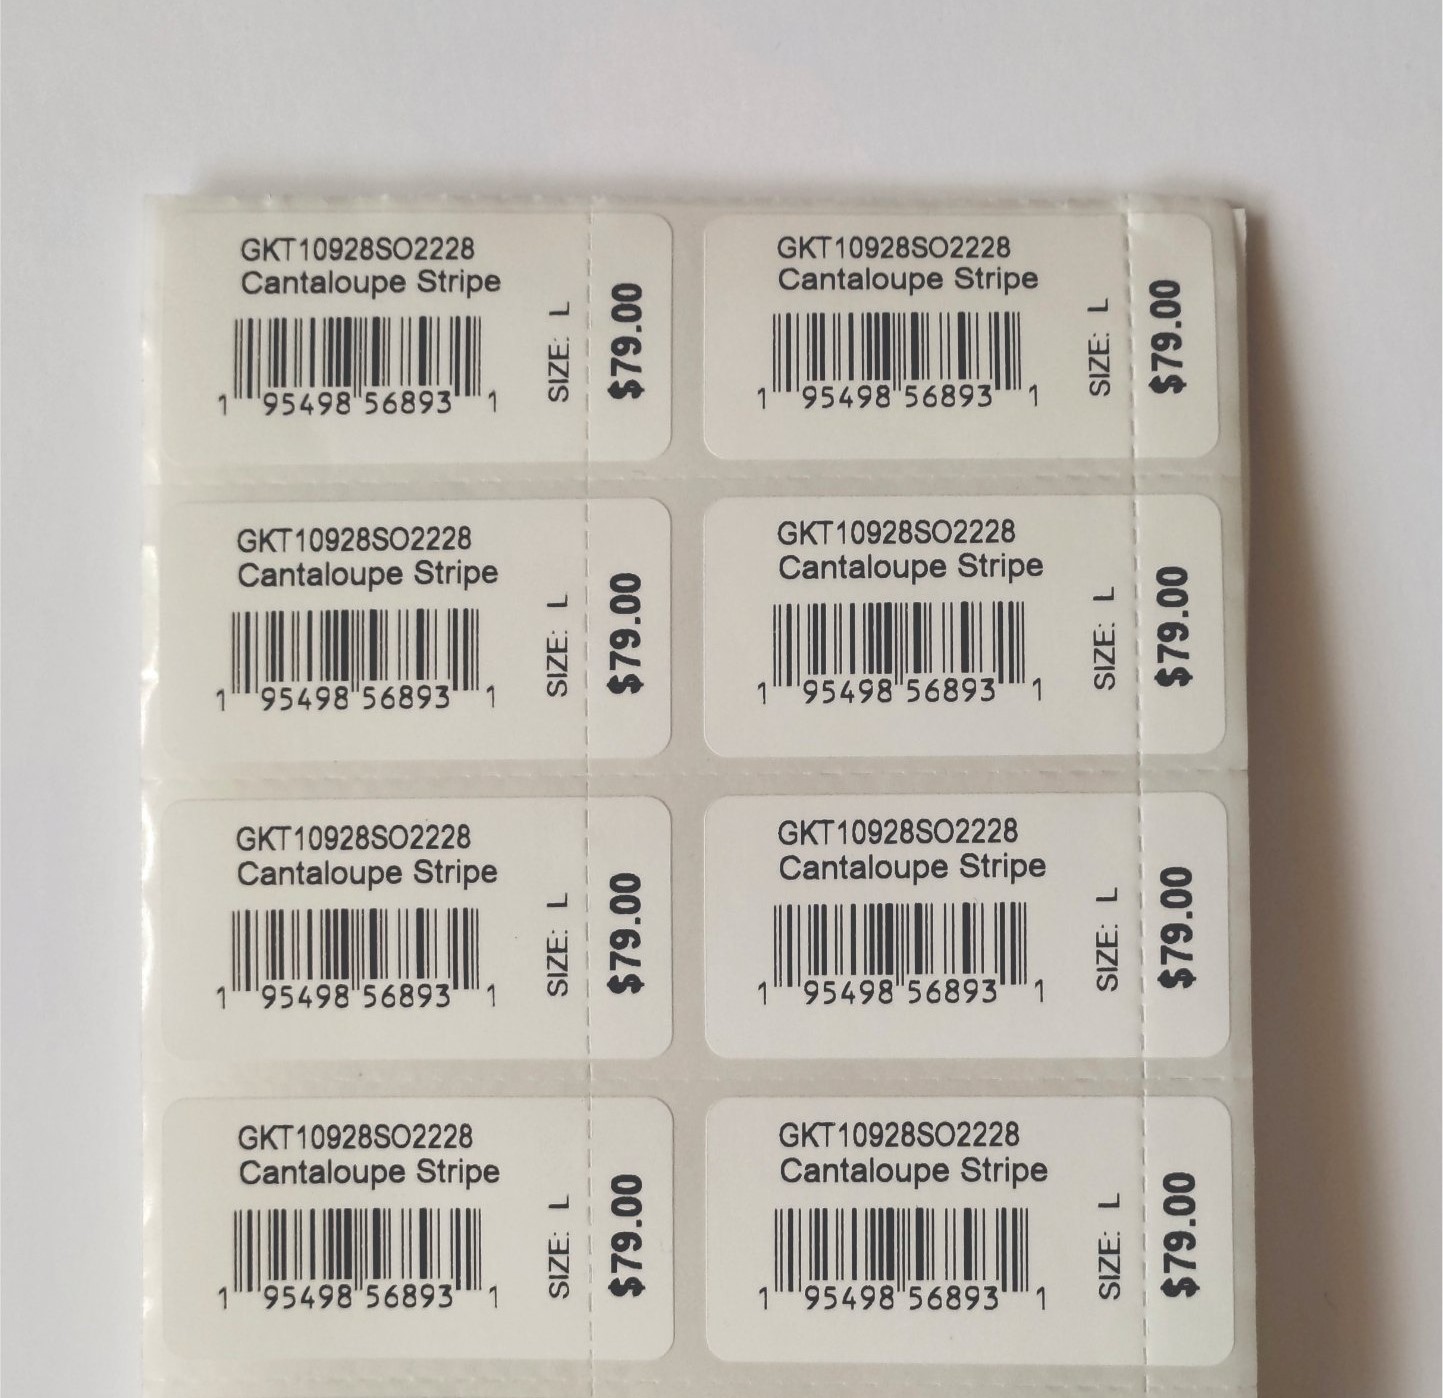 GKT10928SO2228
Cantaloupe Stripe
1 95498 56893 1
SIZE: L
$79.00
GKT10928SO2228
Cantaloupe Stripe
1 95498 56893 1
SIZE: L
$79.00
GKT10928SO2228
Cantaloupe Stripe
1 95498 56893 1
SIZE: L
$79.00
GKT10928SO2228
Cantaloupe Stripe
1 95498 56893 1
SIZE: L
$79.00
GKT10928SO2228
Cantaloupe Stripe
1 95498 56893 1
SIZE: L
$79.00
GKT10928SO2228
Cantaloupe Stripe
1 95498 56893 1
SIZE: L
$79.00
GKT10928SO2228
Cantaloupe Stripe
1 95498 56893 1
SIZE: L
$79.00
GKT10928SO2228
Cantaloupe Stripe
1 95498 56893 1
SIZE: L
$79.00